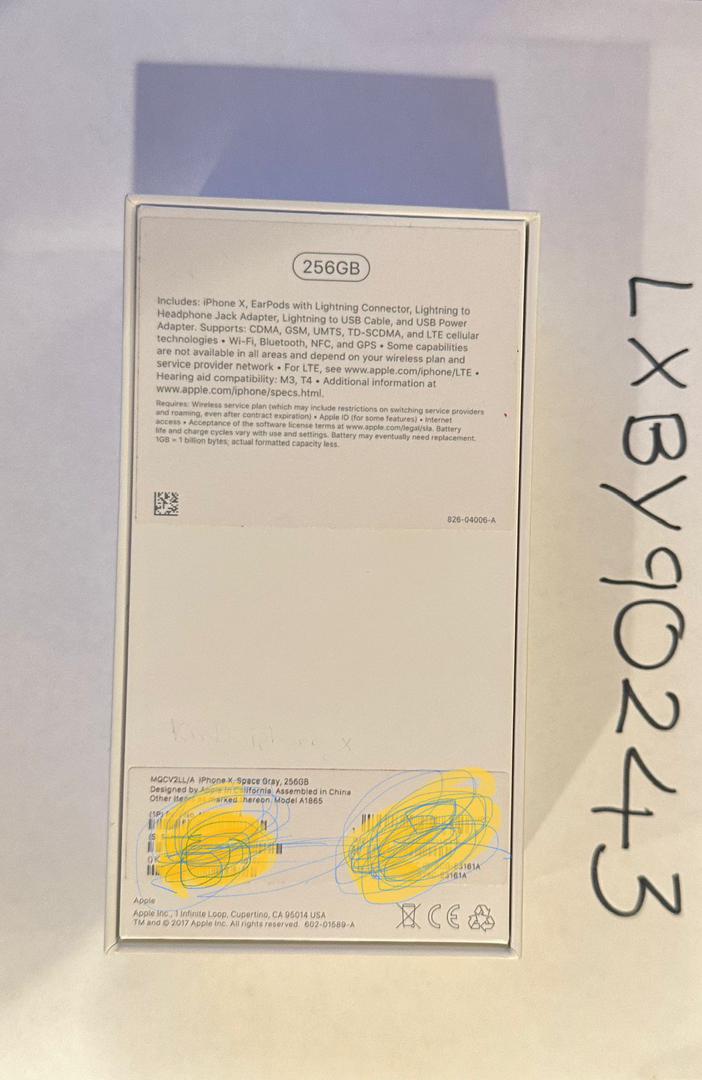 256GB
Includes: iPhone X, EarPods with Lightning Connector, Lightning to
Headphone Jack Adapter, Lightning to USB Cable, and USB Power
Adapter. Supports: CDMA, GSM, UMTS, TD-SCDMA, and LTE cellular
technologies • Wi-Fi, Bluetooth, NFC, and GPS • Some capabilities
are not available in all areas and depend on your wireless plan and
service provider network • For LTE, see www.apple.com/iphone/LTE •
Hearing aid compatibility: M3, T4 • Additional information at
www.apple.com/iphone/specs.html.
Requires: Wireless service plan (which may include restrictions on switching service providers
and roaming, even after contract expiration) • Apple ID (for some features) • Internet
access • Acceptance of the software license terms at www.apple.com/legal/sla. Battery
life and charge cycles vary with use and settings. Battery may eventually need replacement.
1GB = 1 billion bytes; actual formatted capacity less.
826-04006-A
MQCV2LL/A iPhone X, Space Gray, 256GB
Designed by Apple in California Assembled in China
Other items as marked thereon Model A1865
63161A
63161A
Apple
Apple Inc., 1 Infinite Loop, Cupertino, CA 95014 USA
TM and © 2017 Apple Inc. All rights reserved. 602-01589-A
CE
LXBY90243